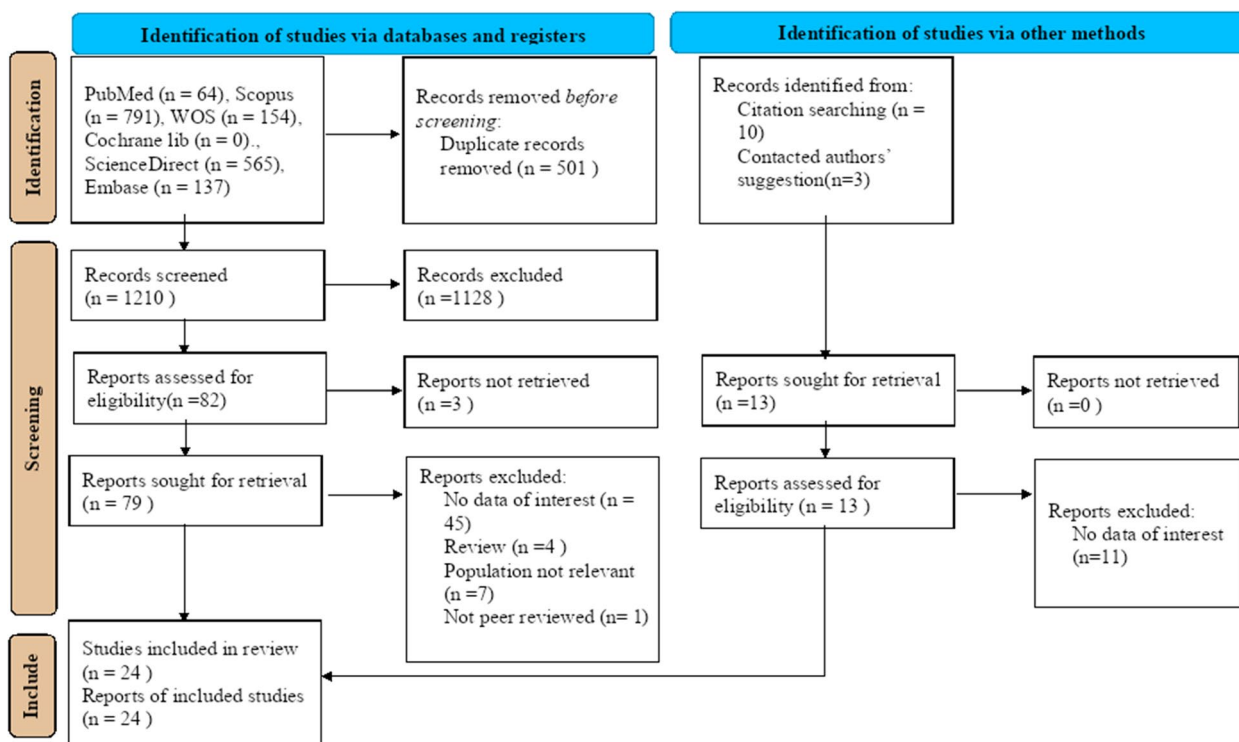 Identification of studies via databases and registers
Identification of studies via other methods
Identification
PubMed (n = 64), Scopus
(n = 791), WOS (n = 154),
Cochrane lib (n = 0).,
ScienceDirect (n = 565),
Embase (n = 137)
Records removed before
screening:
Duplicate records
removed (n = 501 )
Records identified from:
Citation searching (n =
10)
Contacted authors’
suggestion(n=3)
Screening
Records screened
(n = 1210 )
Records excluded
(n =1128 )
Reports assessed for
eligibility(n =82)
Reports not retrieved
(n =3 )
Reports sought for retrieval
(n =13)
Reports not retrieved
(n =0 )
Reports sought for retrieval
(n = 79 )
Reports excluded:
No data of interest (n =
45)
Review (n =4 )
Population not relevant
(n =7)
Not peer reviewed (n= 1)
Reports assessed for
eligibility (n = 13 )
Reports excluded:
No data of interest
(n=11)
Include
Studies included in review
(n = 24 )
Reports of included studies
(n = 24 )